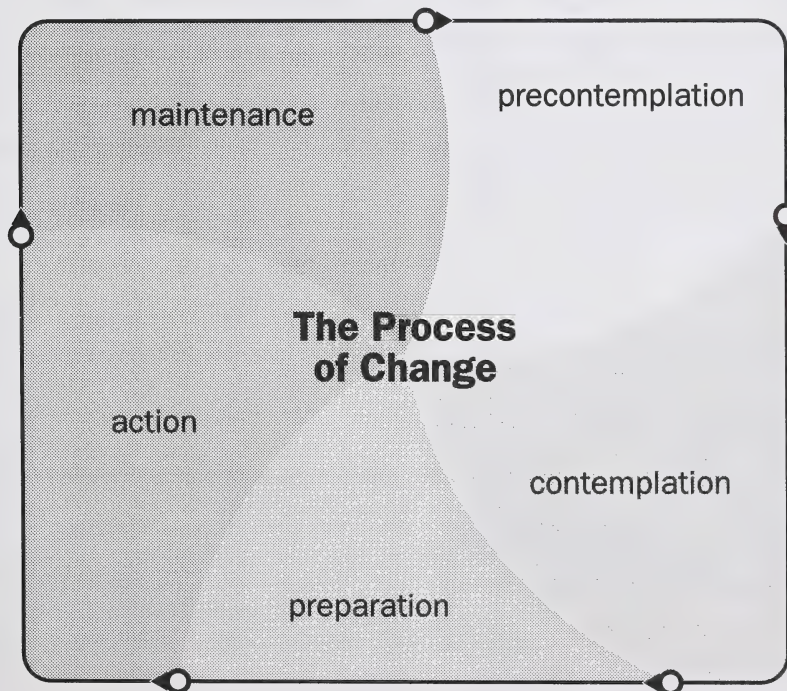 maintenance
precontemplation
The Process
of Change
action
contemplation
preparation